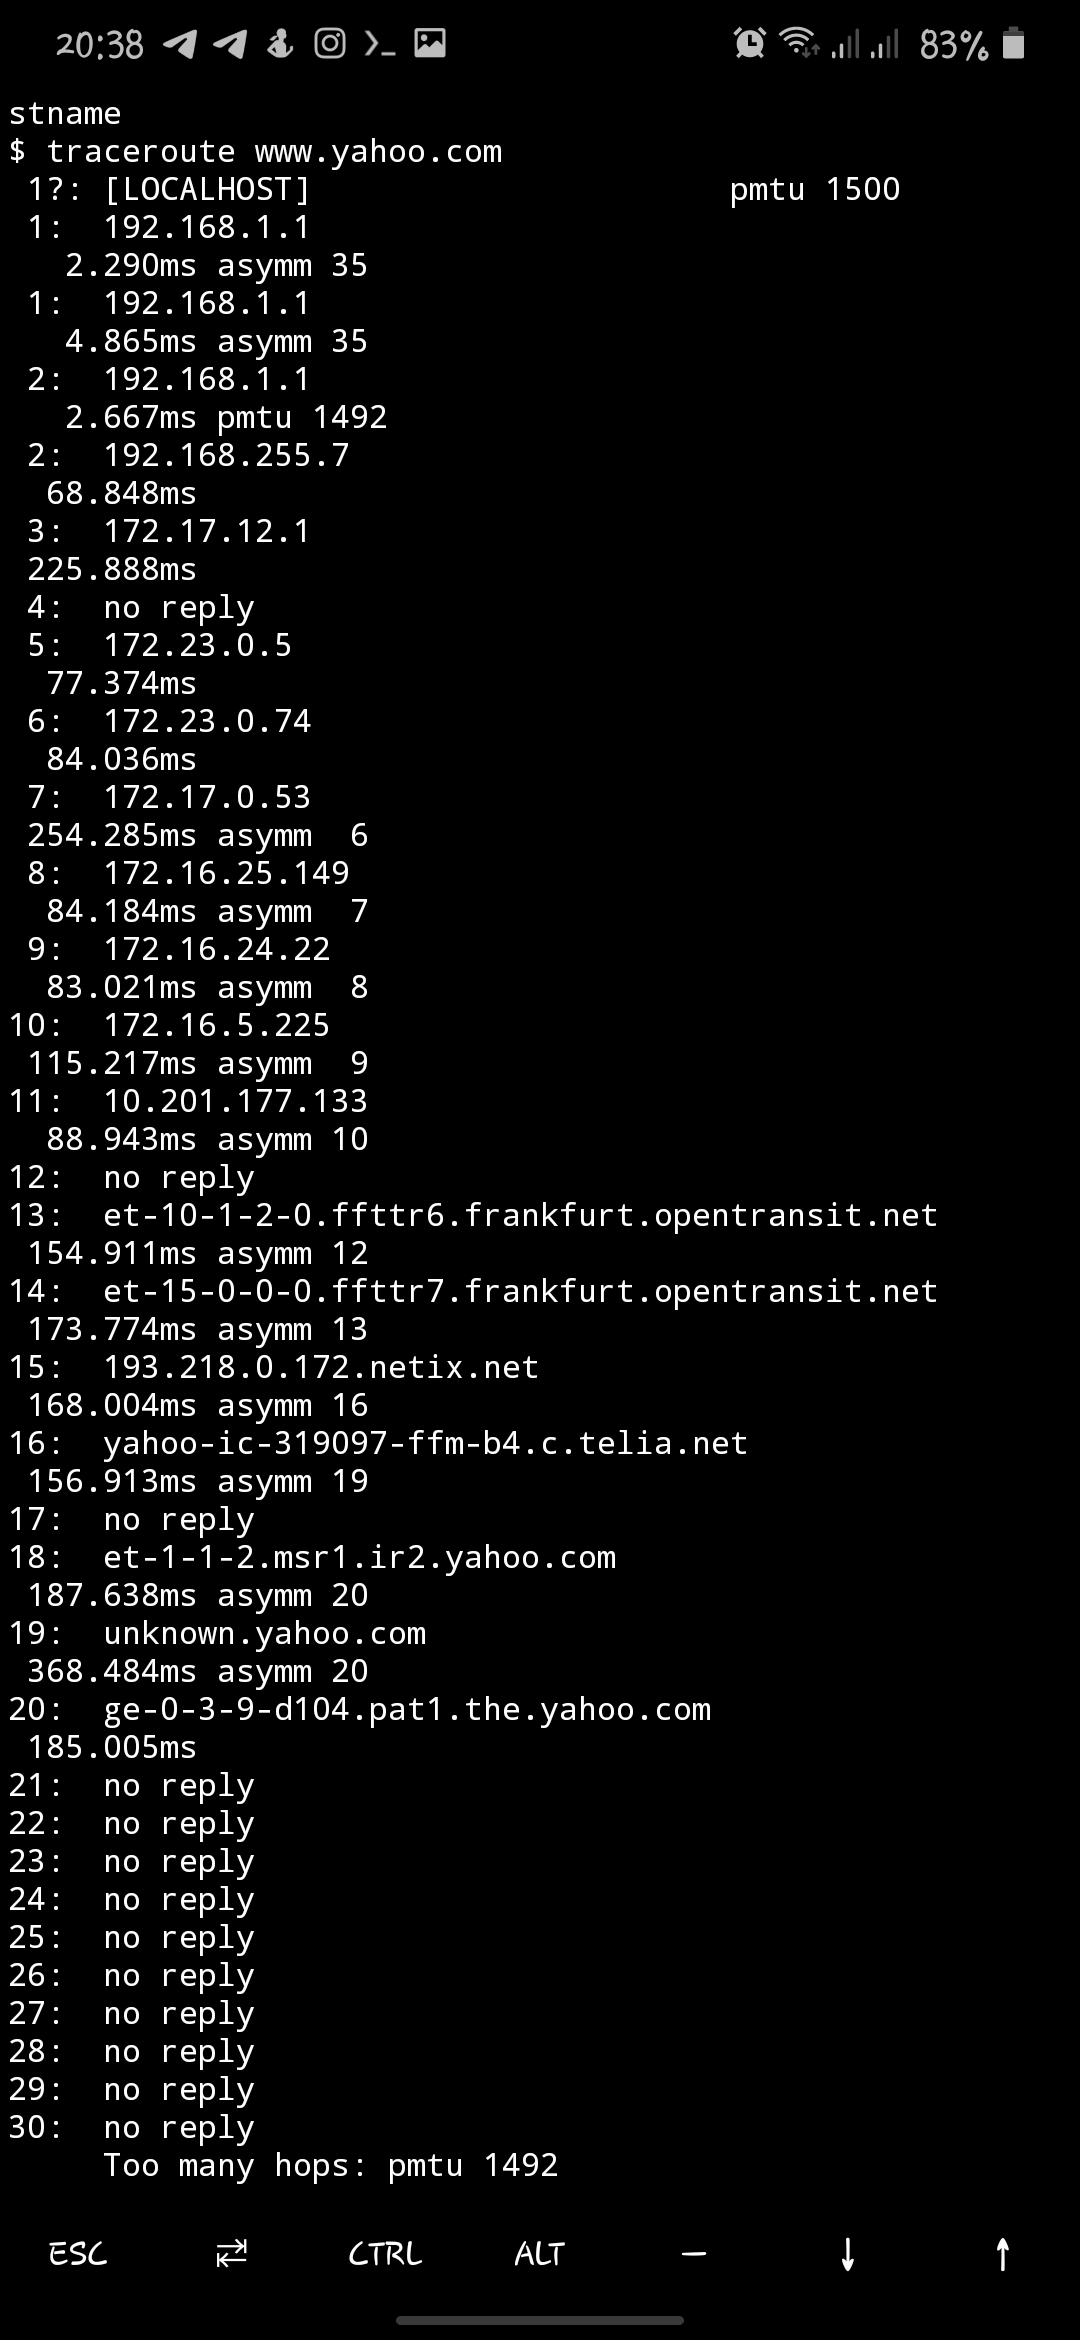 20:38 83%
stname
$ traceroute www.yahoo.com
1?: [LOCALHOST] pmtu 1500
1: 192.168.1.1
2.290ms asymm 35
1: 192.168.1.1
4.865ms asymm 35
2: 192.168.1.1
2.667ms pmtu 1492
2: 192.168.255.7
68.848ms
3: 172.17.12.1
225.888ms
4: no reply
5: 172.23.0.5
77.374ms
6: 172.23.0.74
84.036ms
7: 172.17.0.53
254.285ms asymm 6
8: 172.16.25.149
84.184ms asymm 7
9: 172.16.24.22
83.021ms asymm 8
10: 172.16.5.225
115.217ms asymm 9
11: 10.201.177.133
88.943ms asymm 10
12: no reply
13: et-10-1-2-0.ffttr6.frankfurt.opentransit.net
154.911ms asymm 12
14: et-15-0-0-0.ffttr7.frankfurt.opentransit.net
173.774ms asymm 13
15: 193.218.0.172.netix.net
168.004ms asymm 16
16: yahoo-ic-319097-ffm-b4.c.telia.net
156.913ms asymm 19
17: no reply
18: et-1-1-2.msr1.ir2.yahoo.com
187.638ms asymm 20
19: unknown.yahoo.com
368.484ms asymm 20
20: ge-0-3-9-d104.pat1.the.yahoo.com
185.005ms
21: no reply
22: no reply
23: no reply
24: no reply
25: no reply
26: no reply
27: no reply
28: no reply
29: no reply
30: no reply
Too many hops: pmtu 1492
ESC ⇆ CTRL ALT — ↓ ↑